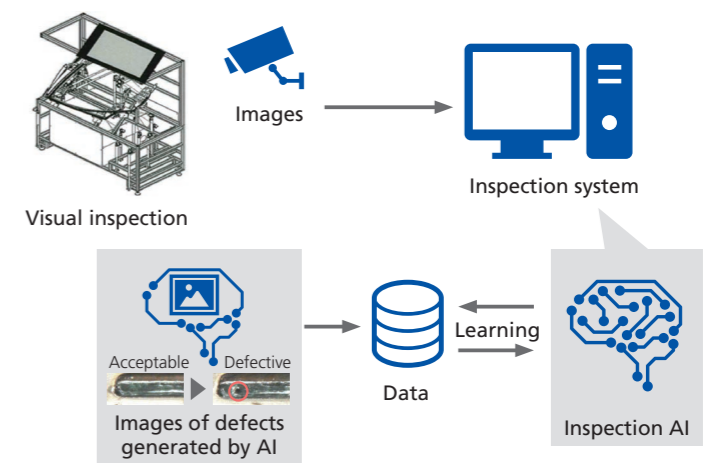 Images
Visual inspection
Inspection system
Acceptable
Defective
Images of defects
generated by AI
Data
Learning
Inspection AI